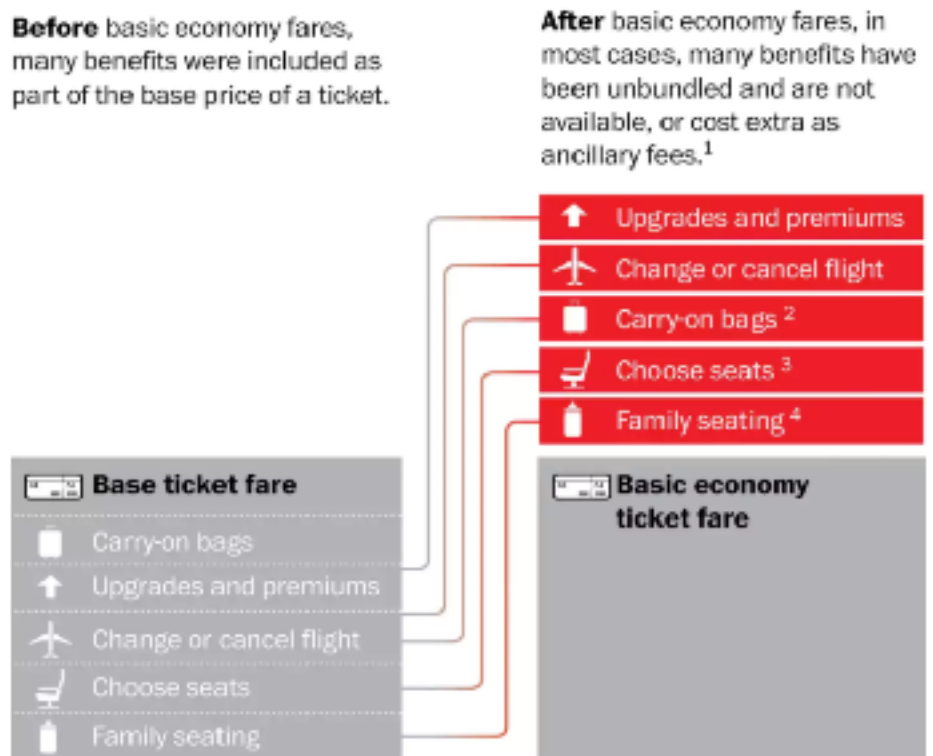 Before basic economy fares,
many benefits were included as
part of the base price of a ticket.
After basic economy fares, in
most cases, many benefits have
been unbundled and are not
available, or cost extra as
ancillary fees.1
Upgrades and premiums
Change or cancel flight
Carry-on bags 2
Choose seats 3
Family seating 4
Base ticket fare
Carry-on bags
Upgrades and premiums
Change or cancel flight
Choose seats
Family seating
Basic economy
ticket fare